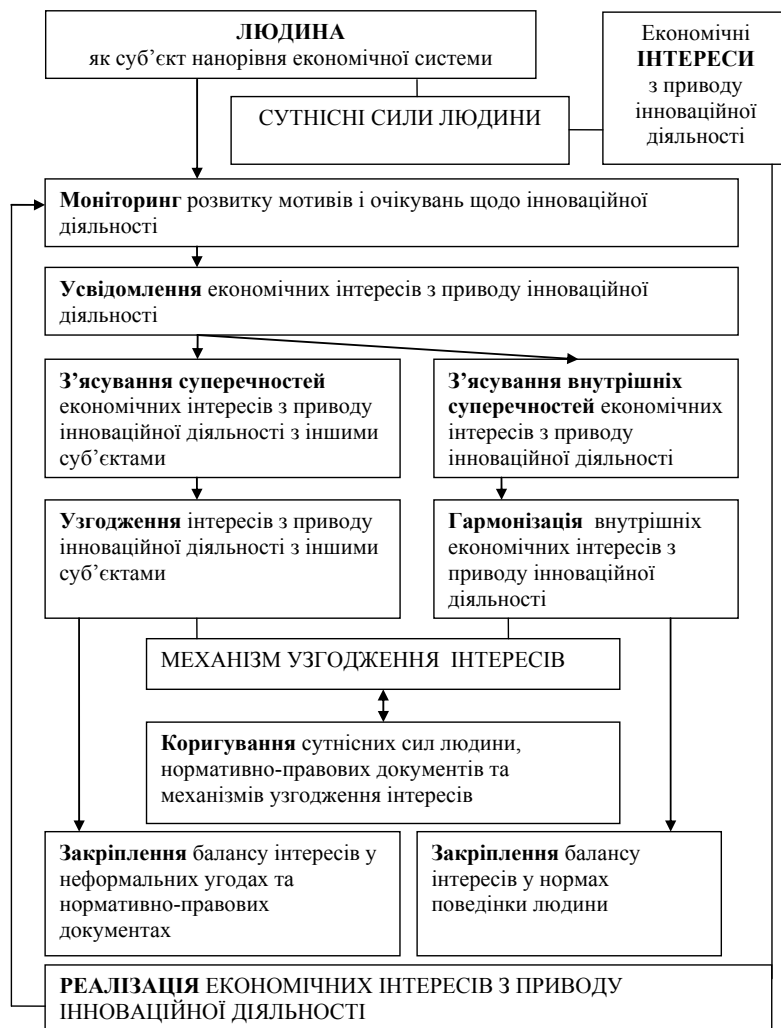 ЛЮДИНА
як суб’єкт нанорівня економічної системи
Економічні
ІНТЕРЕСИ
з приводу
інноваційної
діяльності
СУТНІСНІ СИЛИ ЛЮДИНИ
Моніторинг розвитку мотивів і очікувань щодо інноваційної
діяльності
Усвідомлення економічних інтересів з приводу інноваційної
діяльності
З’ясування суперечностей
економічних інтересів з приводу
інноваційної діяльності з іншими
суб’єктами
З’ясування внутрішніх
суперечностей економічних
інтересів з приводу
інноваційної діяльності
Узгодження інтересів з приводу
інноваційної діяльності з іншими
суб’єктами
Гармонізація внутрішніх
економічних інтересів з
приводу інноваційної
діяльності
МЕХАНІЗМ УЗГОДЖЕННЯ ІНТЕРЕСІВ
Коригування сутнісних сил людини,
нормативно-правових документів та
механізмів узгодження інтересів
Закріплення балансу інтересів у
неформальних угодах та
нормативно-правових
документах
Закріплення балансу
інтересів у нормах
поведінки людини
РЕАЛІЗАЦІЯ ЕКОНОМІЧНИХ ІНТЕРЕСІВ З ПРИВОДУ
ІННОВАЦІЙНОЇ ДІЯЛЬНОСТІ